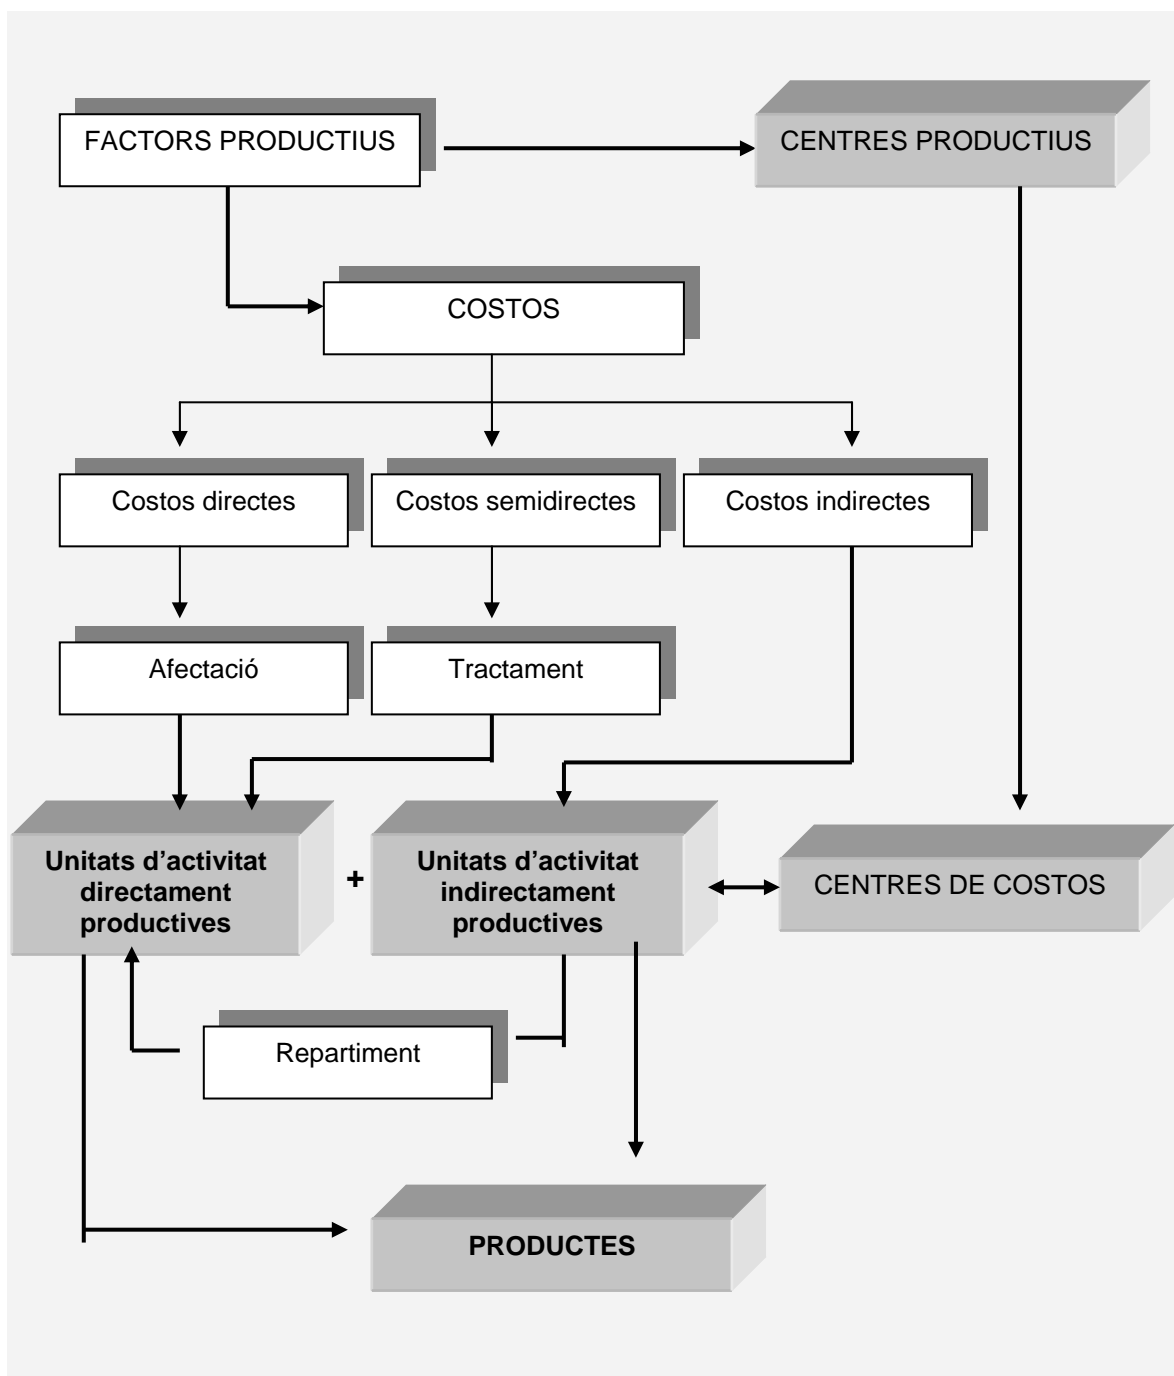 FACTORS PRODUCTIUS
CENTRES PRODUCTIUS
COSTOS
Costos directes
Costos semidirectes
Costos indirectes
Afectació
Tractament
Unitats d’activitat
directament
productives
+
Unitats d’activitat
indirectament
productives
CENTRES DE COSTOS
Repartiment
PRODUCTES